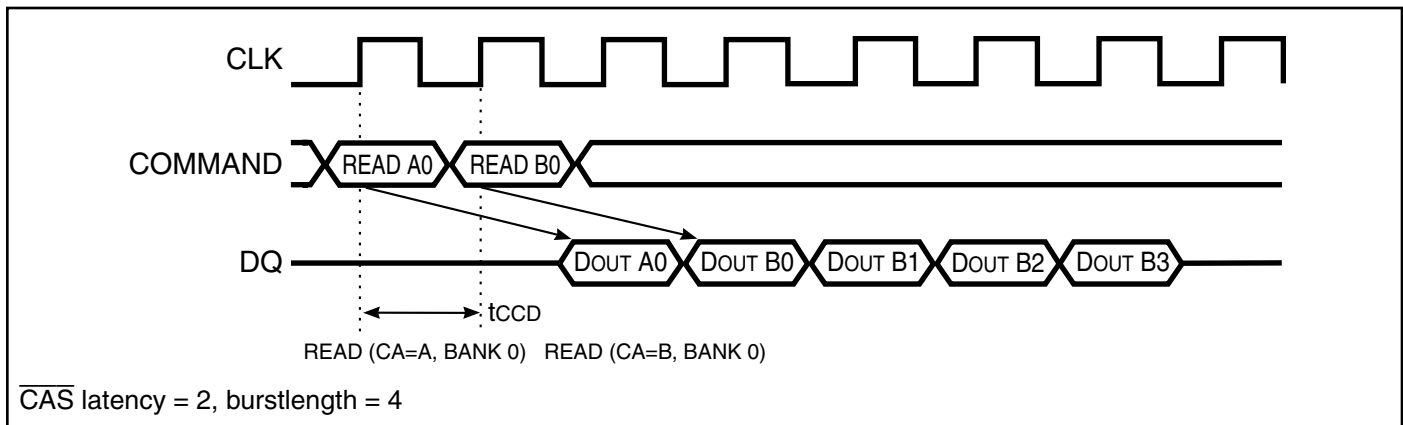 CLK
COMMAND READ A0 READ B0
DQ DOUT A0 DOUT B0 DOUT B1 DOUT B2 DOUT B3
tCCD
READ (CA=A, BANK 0) READ (CA=B, BANK 0)
CAS latency = 2, burstlength = 4